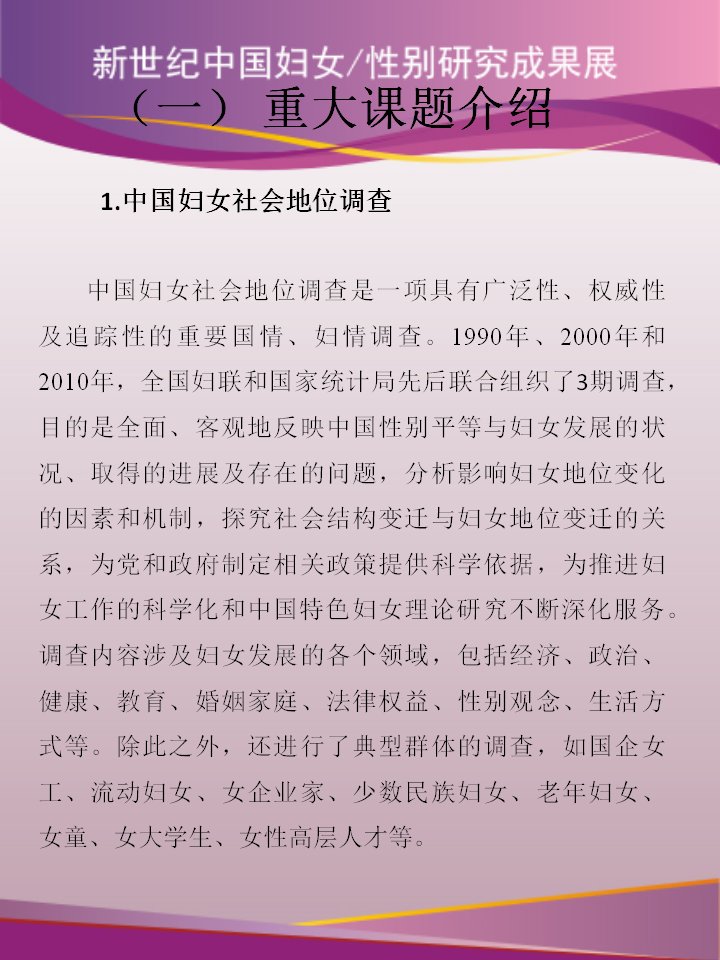 新世纪中国妇女/性别研究成果展
（一） 重大课题介绍
1.中国妇女社会地位调查
中国妇女社会地位调查是一项具有广泛性、权威性
及追踪性的重要国情、妇情调查。1990年、2000年和
2010年，全国妇联和国家统计局先后联合组织了3期调查，
目的是全面、客观地反映中国性别平等与妇女发展的状
况、取得的进展及存在的问题，分析影响妇女地位变化
的因素和机制，探究社会结构变迁与妇女地位变迁的关
系，为党和政府制定相关政策提供科学依据，为推进妇
女工作的科学化和中国特色妇女理论研究不断深化服务。
调查内容涉及妇女发展的各个领域，包括经济、政治、
健康、教育、婚姻家庭、法律权益、性别观念、生活方
式等。除此之外，还进行了典型群体的调查，如国企女
工、流动妇女、女企业家、少数民族妇女、老年妇女、
女童、女大学生、女性高层人才等。